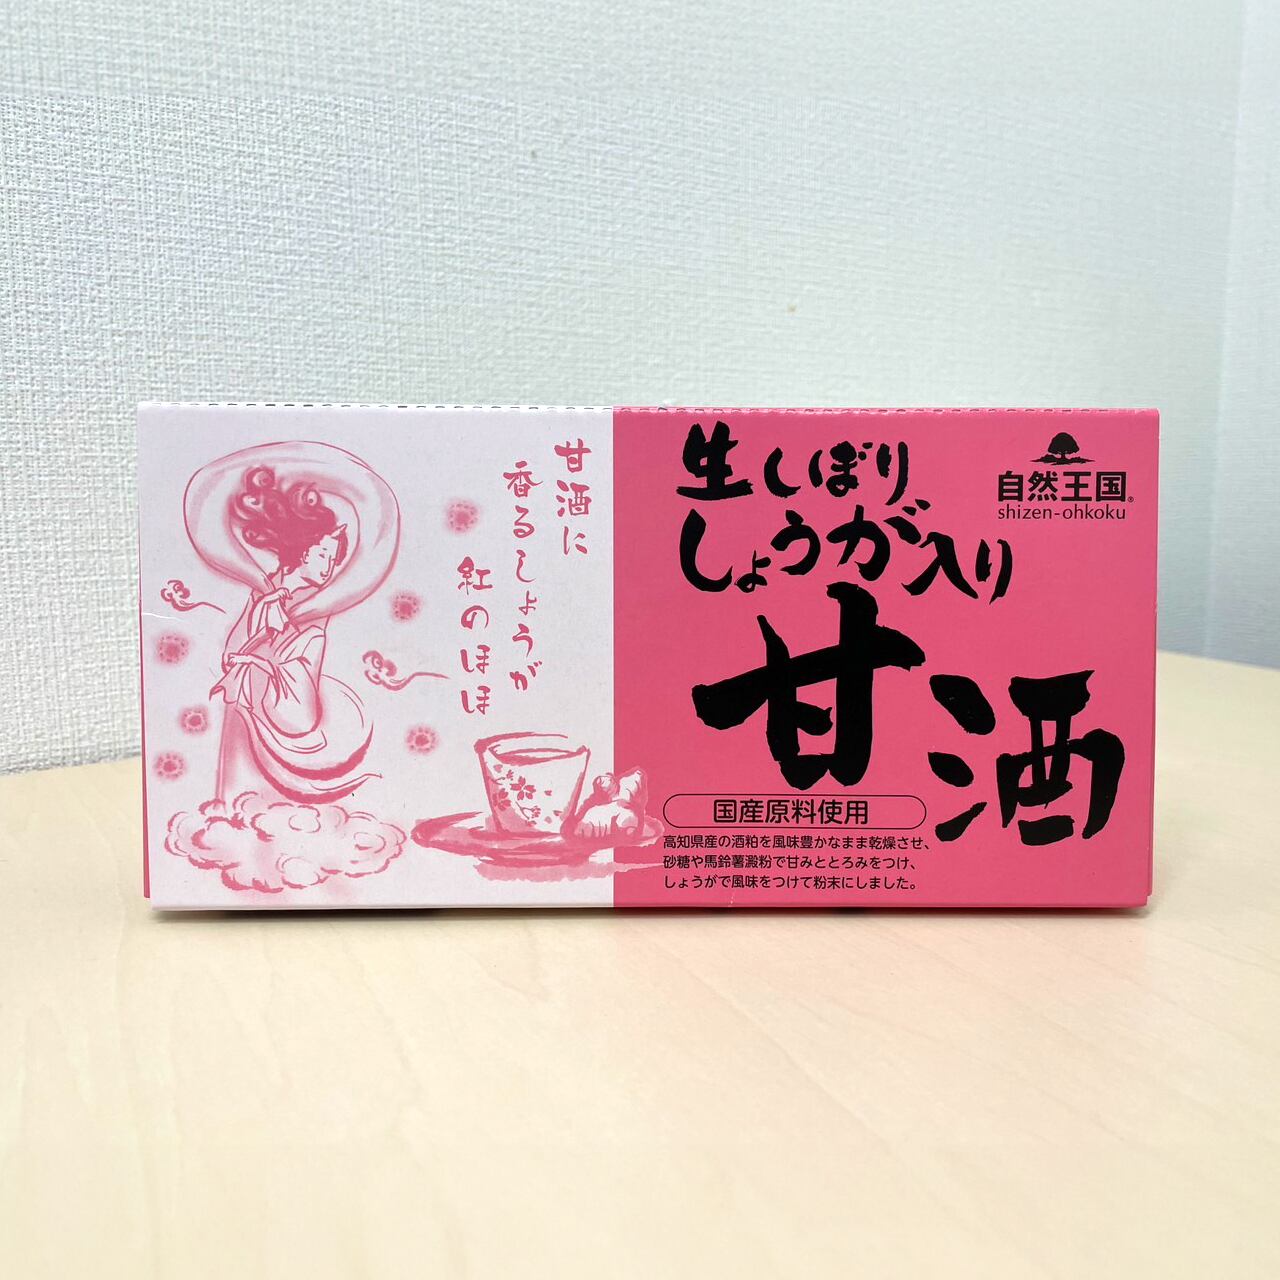 甘酒に
香るしょうが
紅のほほ
生しぼり
しょうが入り
甘酒
自然王国®
shizen-ohkoku
国産原料使用
高知県産の酒粕を風味豊かなまま乾燥させ、
砂糖や馬鈴薯澱粉で甘みととろみをつけ、
しょうがで風味をつけて粉末にしました。